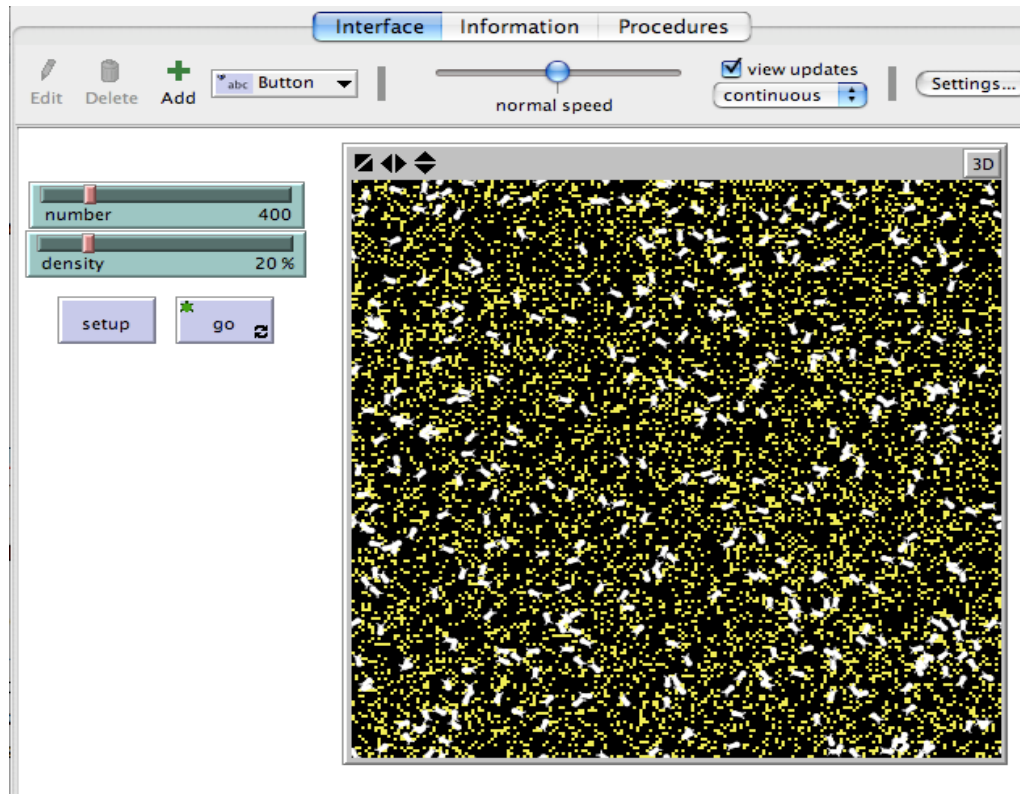 Interface Information Procedures
Edit Delete Add abc Button normal speed view updates continuous Settings...
3D
number 400
density 20 %
setup go